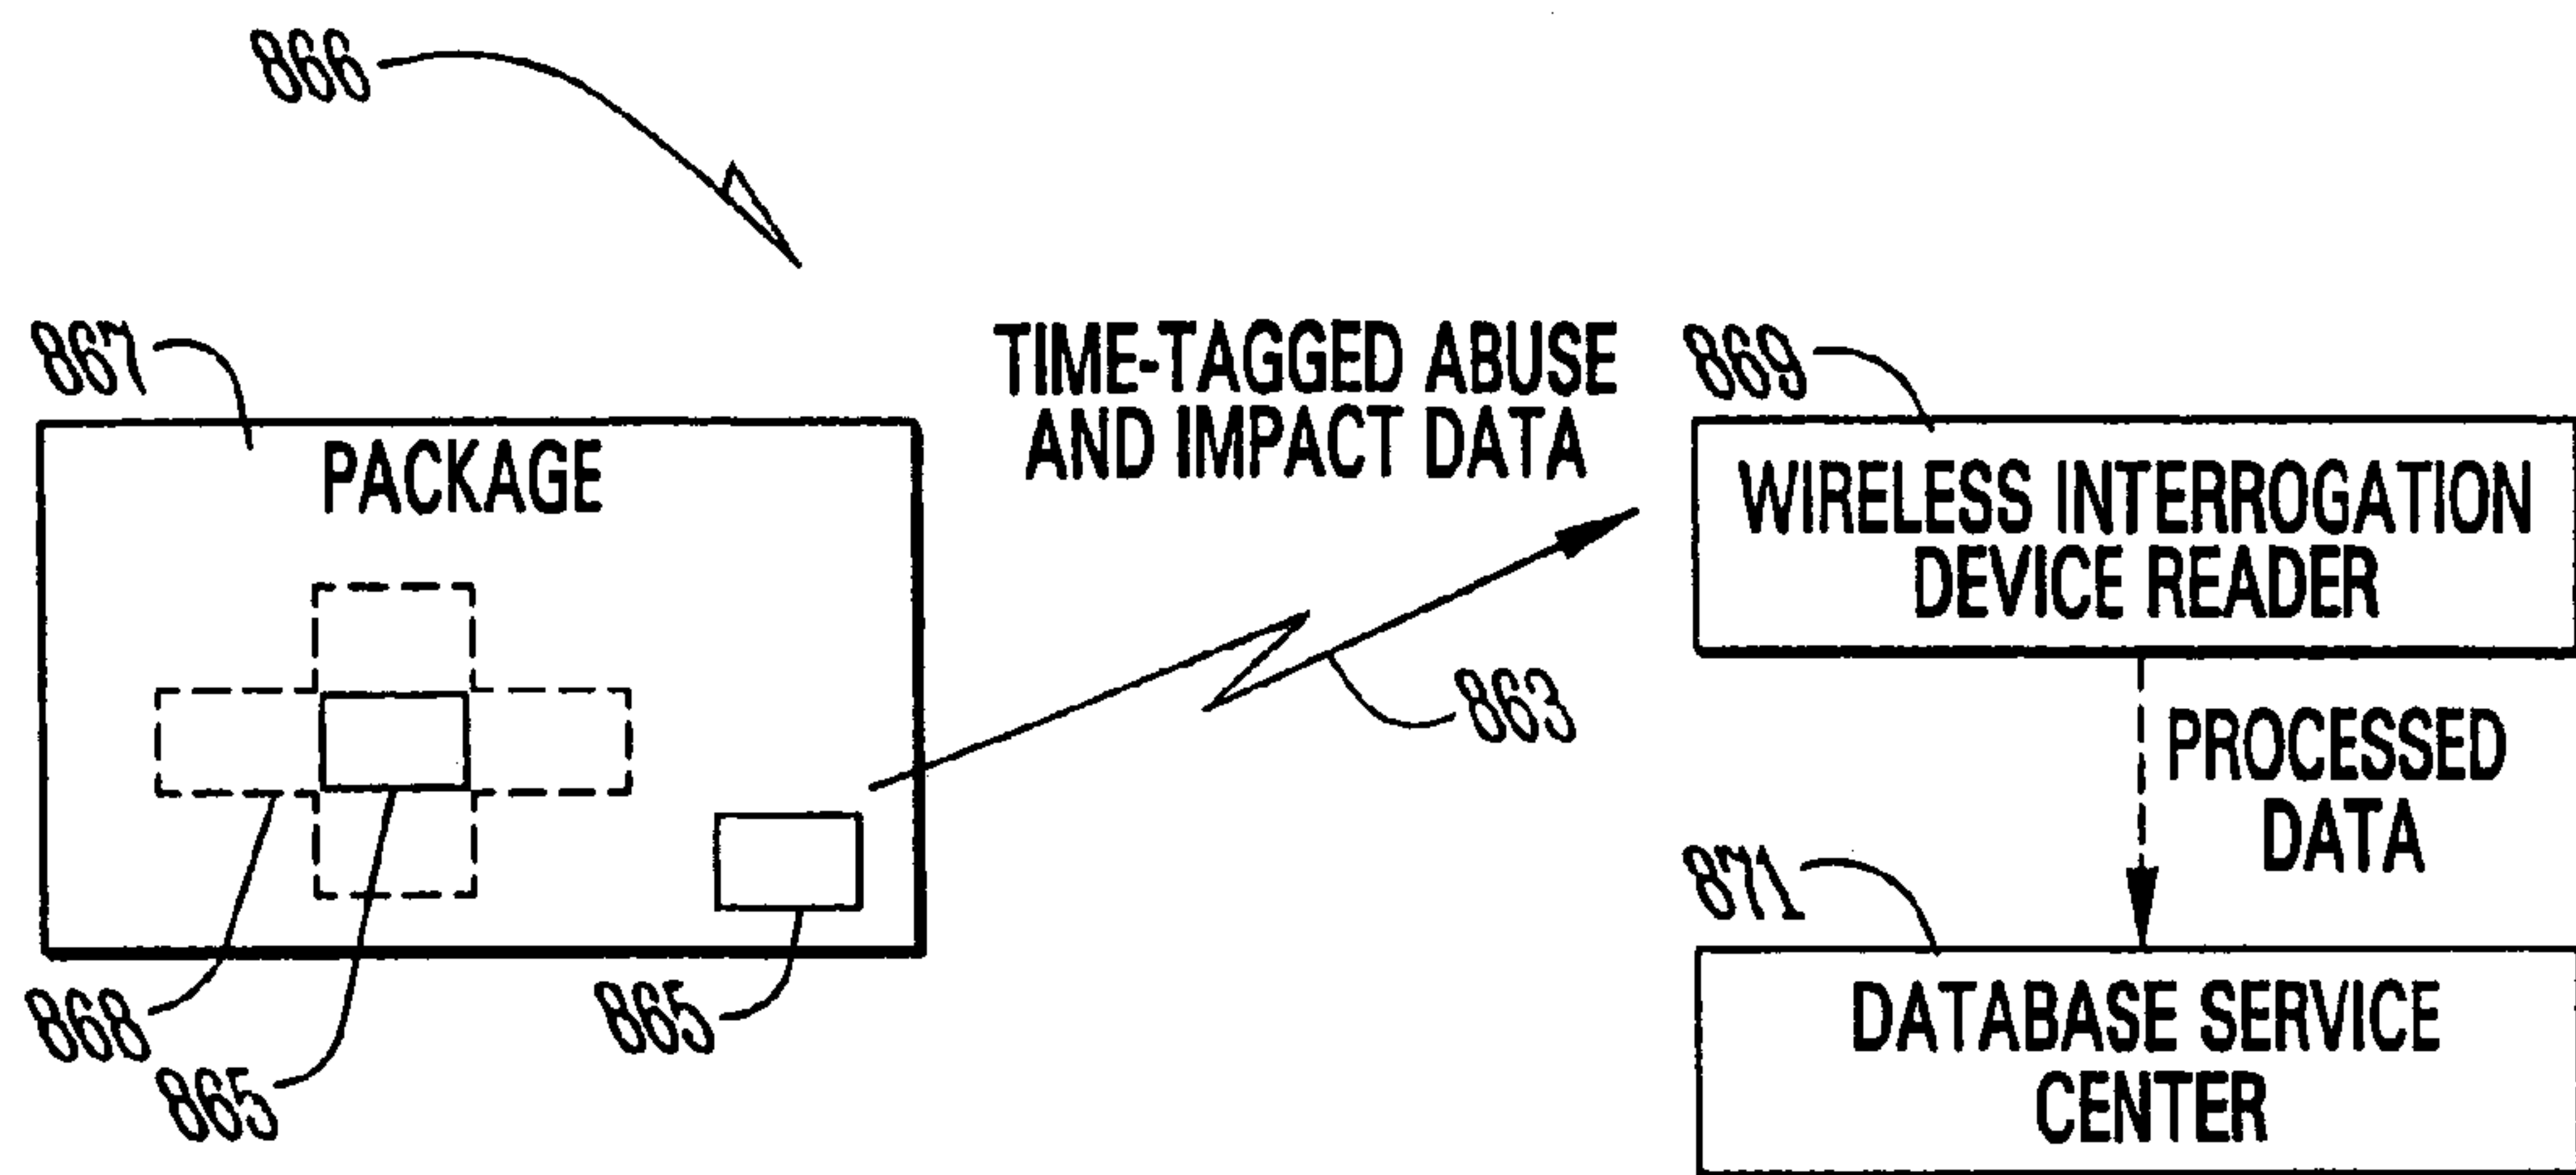 866
867
PACKAGE
868
865
865
TIME-TAGGED ABUSE
AND IMPACT DATA
863
869
WIRELESS INTERROGATION
DEVICE READER
PROCESSED
DATA
871
DATABASE SERVICE
CENTER